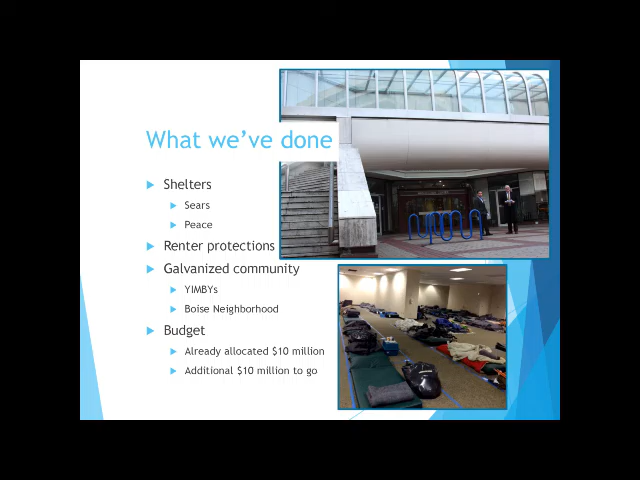 What we've done
Shelters
Sears
Peace
Renter protections
Galvanized community
YIMBYs
Boise Neighborhood
Budget
Already allocated $10 million
Additional $10 million to go